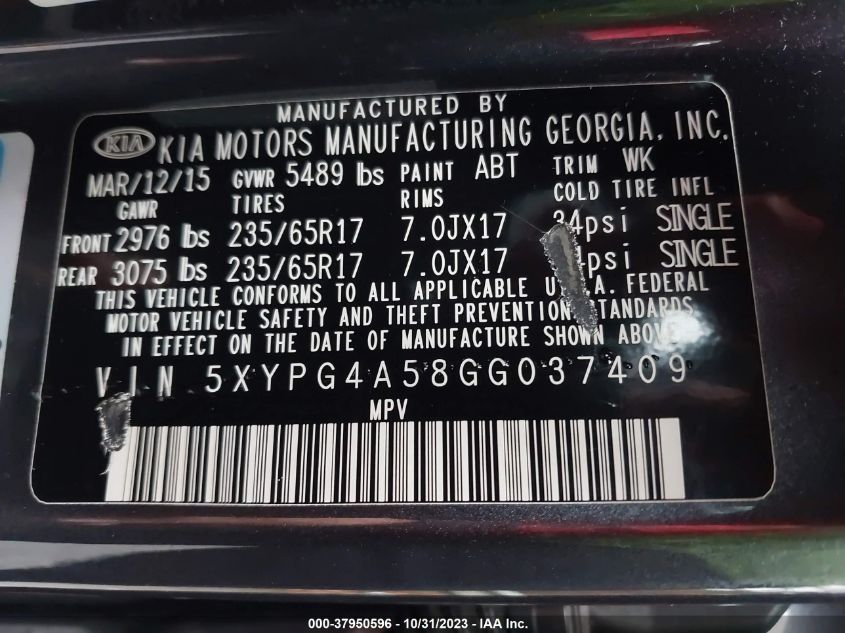 MANUFACTURED BY
KIA KIA MOTORS MANUFACTURING GEORGIA, INC.
MAR/12/15 GVWR 5489 lbs PAINT ABT TRIM WK
GAWR TIRES RIMS COLD TIRE INFL
FRONT 2976 lbs 235/65R17 7.0JX17 34psi SINGLE
REAR 3075 lbs 235/65R17 7.0JX17 SINGLE
THIS VEHICLE CONFORMS TO ALL APPLICABLE FEDERAL
MOTOR VEHICLE SAFETY AND THEFT PREVENTION STANDARDS
IN EFFECT ON THE DATE OF MANUFACTURE SHOWN ABOVE
VIN 5XYPG4A58GG037409
MPV
000-37950596 - 10/31/2023 - IAA Inc.